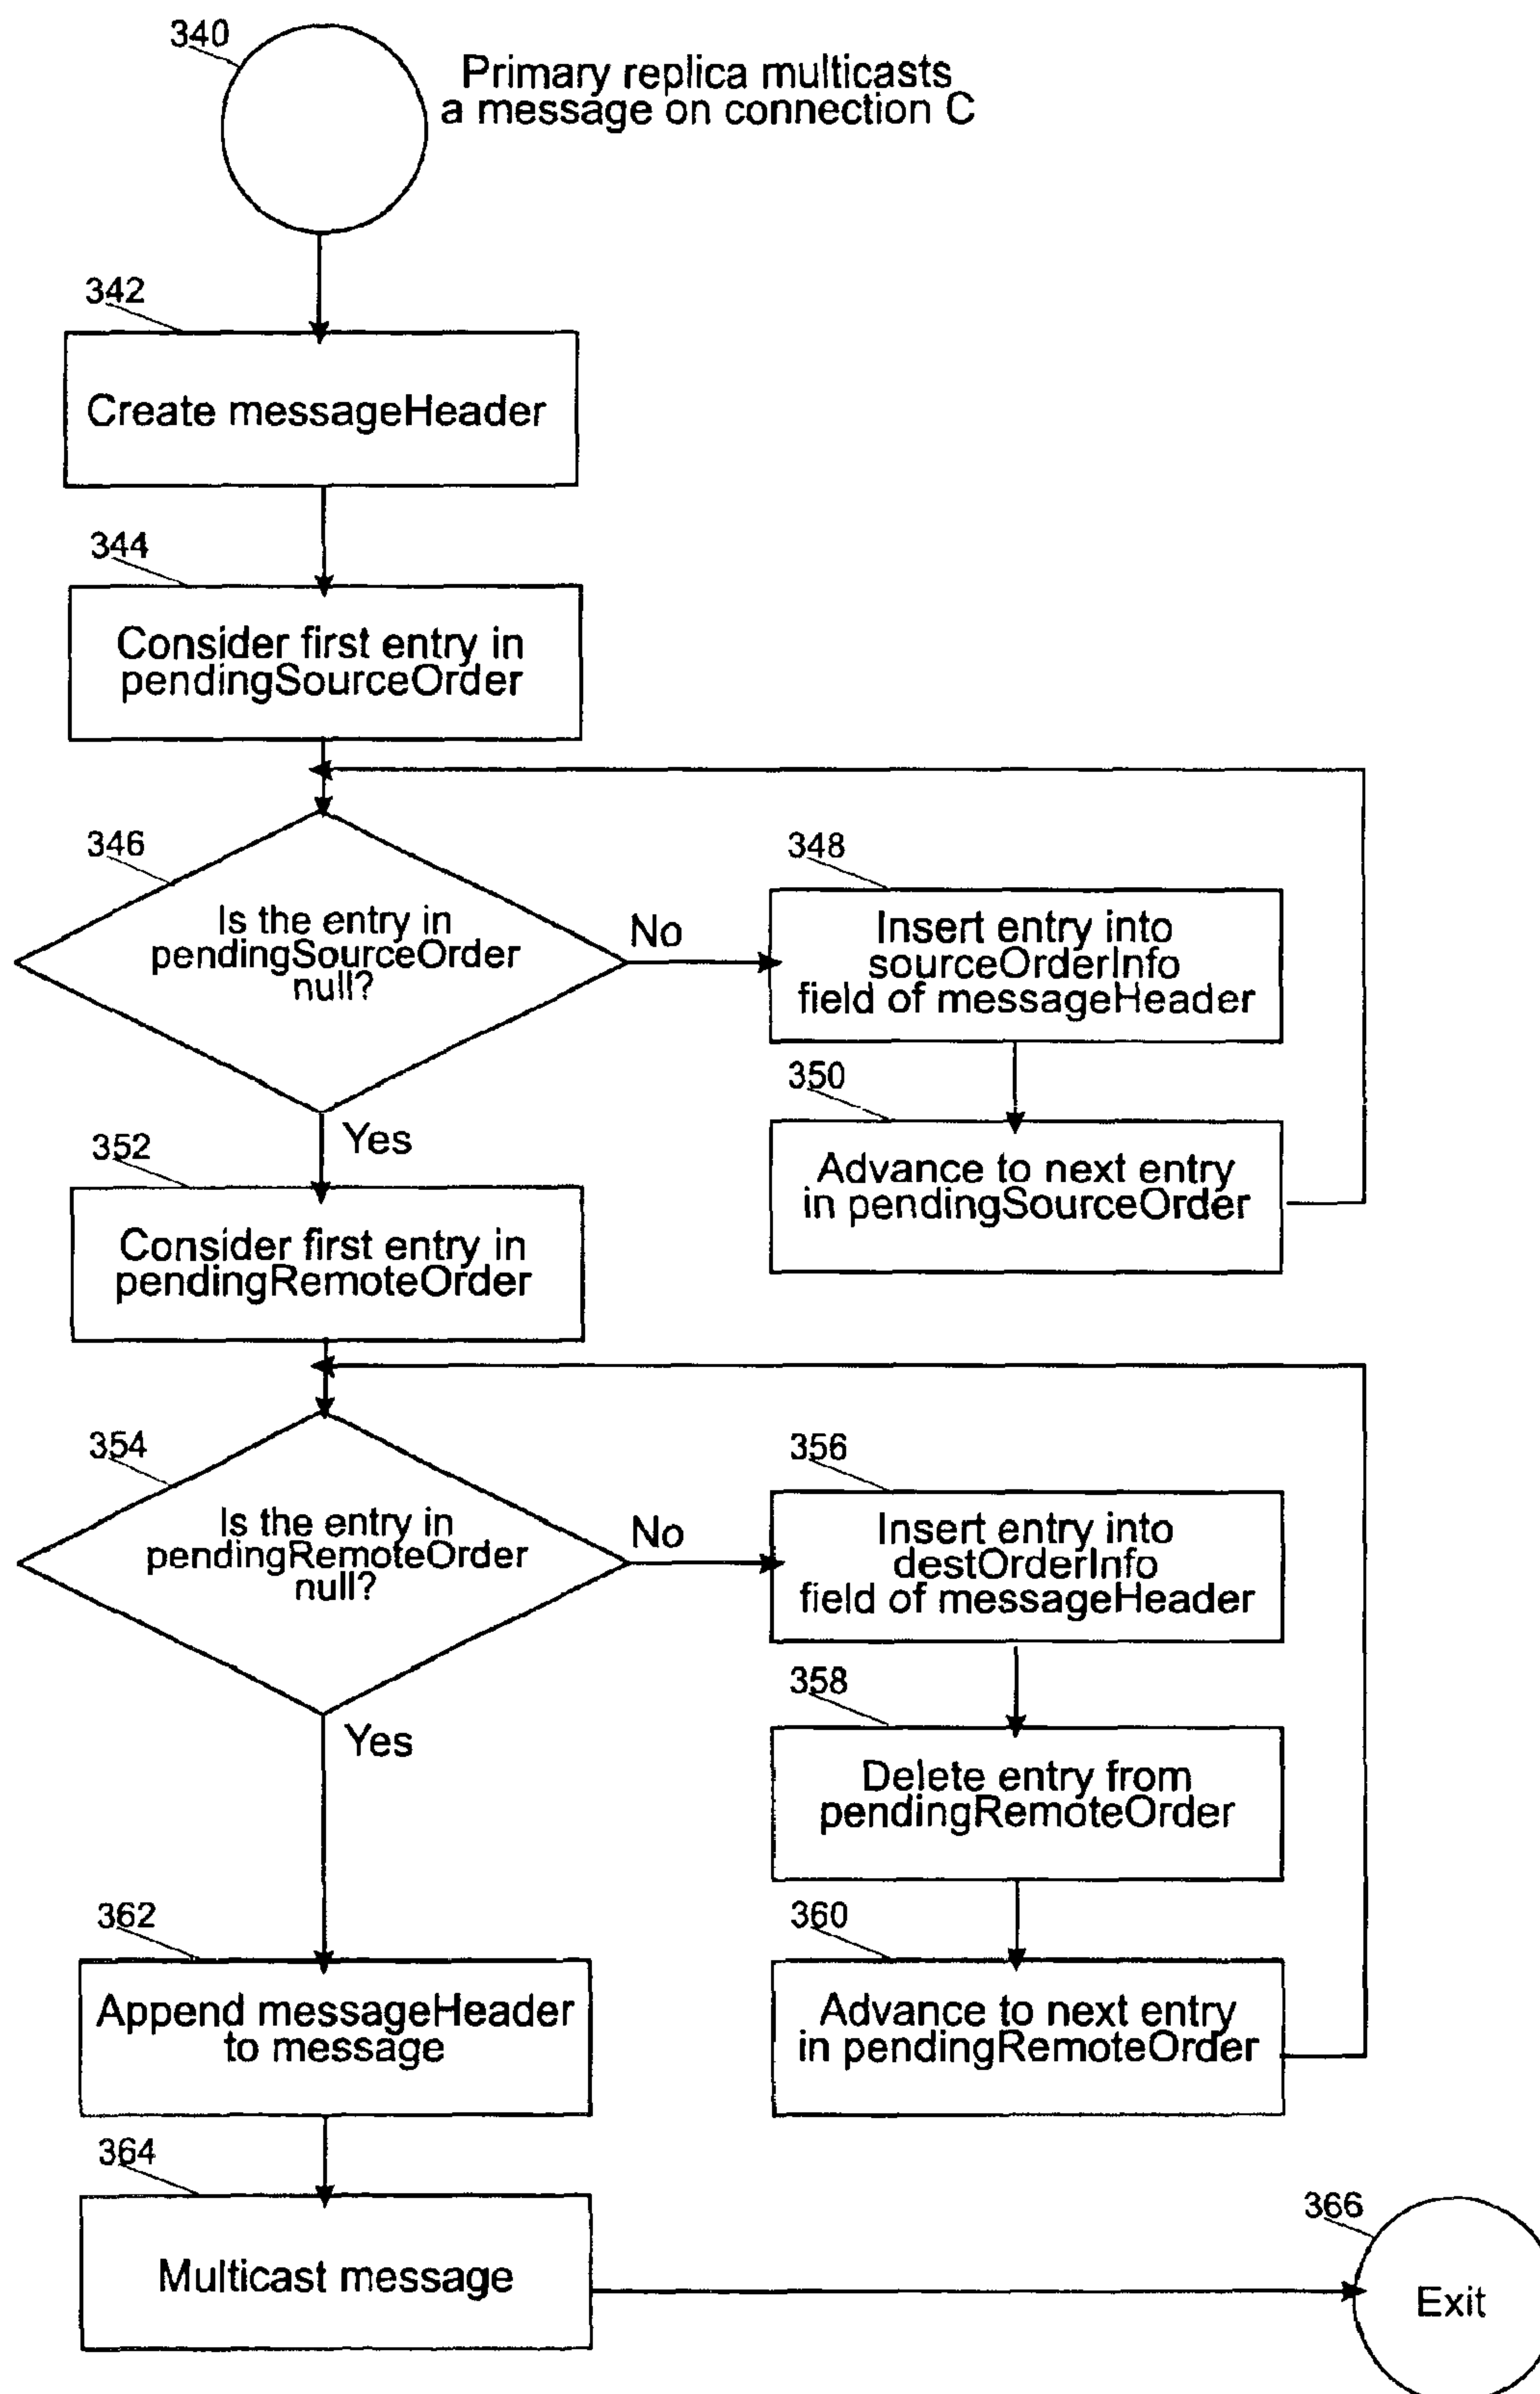 340
Primary replica multicasts
a message on connection C
342
Create messageHeader
344
Consider first entry in
pendingSourceOrder
346
Is the entry in
pendingSourceOrder
null?
No
348
Insert entry into
sourceOrderInfo
field of messageHeader
350
Advance to next entry
in pendingSourceOrder
Yes
352
Consider first entry in
pendingRemoteOrder
354
Is the entry in
pendingRemoteOrder
null?
No
356
Insert entry into
destOrderInfo
field of messageHeader
358
Delete entry from
pendingRemoteOrder
360
Advance to next entry
in pendingRemoteOrder
Yes
362
Append messageHeader
to message
364
Multicast message
366
Exit